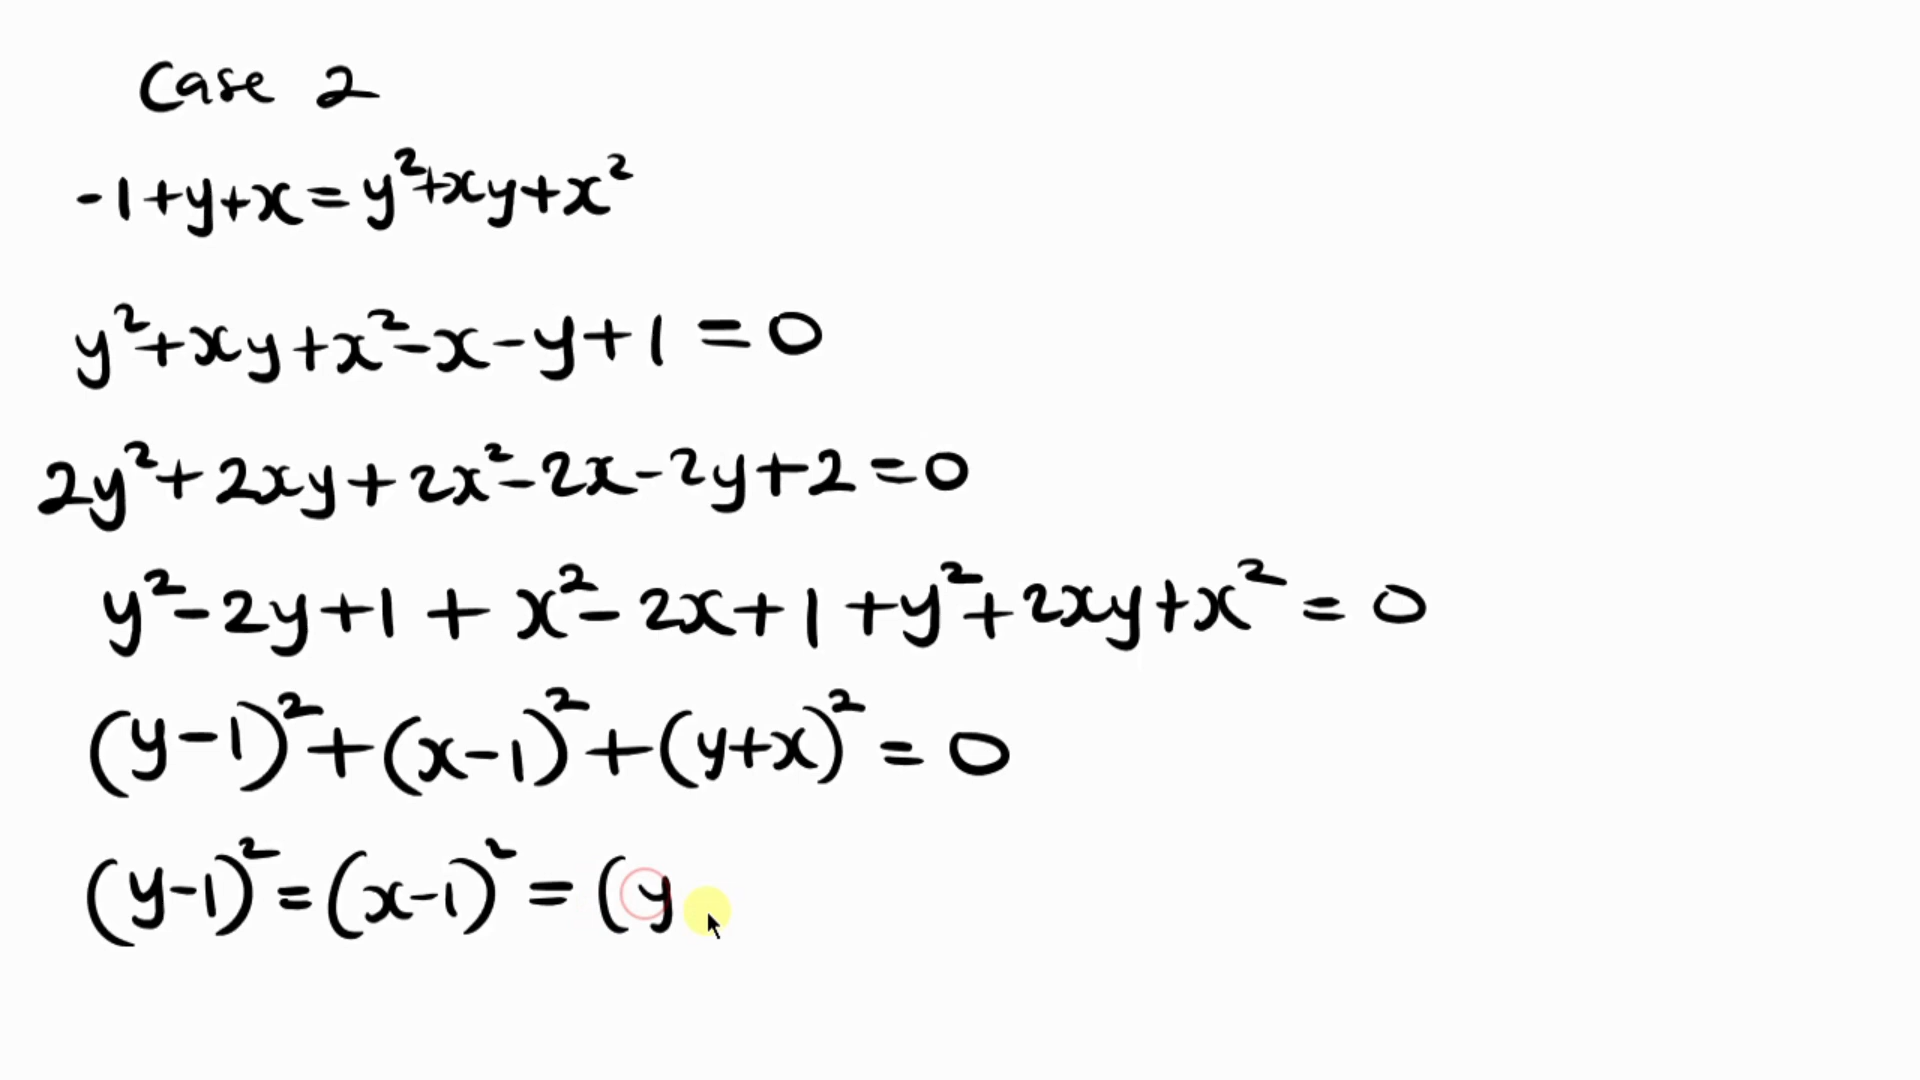 Case 2
-1+y+x=y²+xy+x²
y²+xy+x²-x-y+1=0
2y²+2xy+2x²-2x-2y+2=0
y²-2y+1+x²-2x+1+y²+2xy+x²=0
(y-1)²+(x-1)²+(y+x)²=0
(y-1)²=(x-1)²=(y